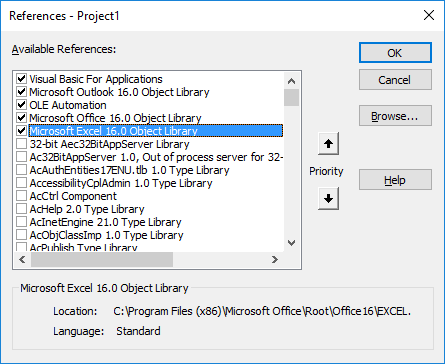 References - Project1
Available References:
Visual Basic For Applications
Microsoft Outlook 16.0 Object Library
OLE Automation
Microsoft Office 16.0 Object Library
Microsoft Excel 16.0 Object Library
32-bit Aec32BitAppServer Library
Ac32BitAppServer 1.0, Out of process server for 32-
AcAuthEntities17ENU.tlb 1.0 Type Library
AccessibilityCplAdmin 1.0 Type Library
AcCtrl Component
AcHelp 2.0 Type Library
AcInetEngine 21.0 Type Library
AcObjClassImp 1.0 Type Library
AcPublish Type Library
OK
Cancel
Browse...
Priority
Help
Microsoft Excel 16.0 Object Library
Location: C:\Program Files (x86)\Microsoft Office\Root\Office16\EXCEL.
Language: Standard